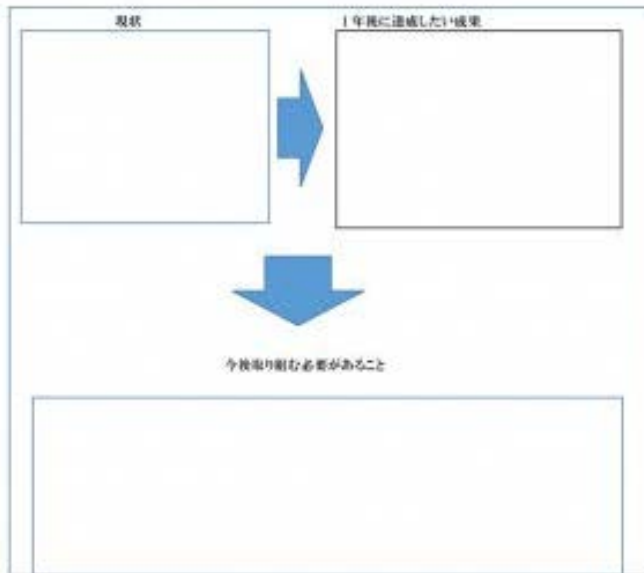 現状
1年後に達成したい成果
今後取り組む必要があること